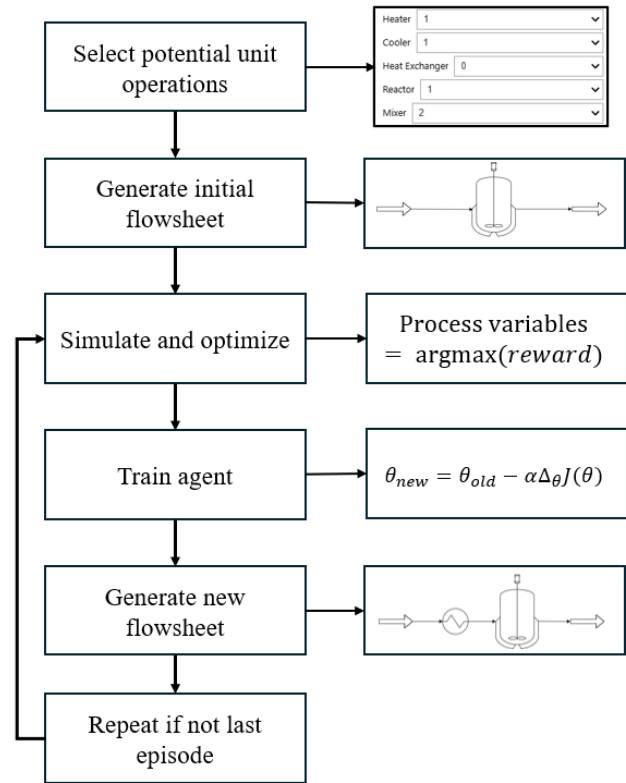 Select potential unit
operations
Heater 1
Cooler 1
Heat Exchanger 0
Reactor 1
Mixer 2
Generate initial
flowsheet
Simulate and optimize
Process variables
= argmax(reward)
Train agent
θnew = θold − αΔθJ(θ)
Generate new
flowsheet
Repeat if not last
episode